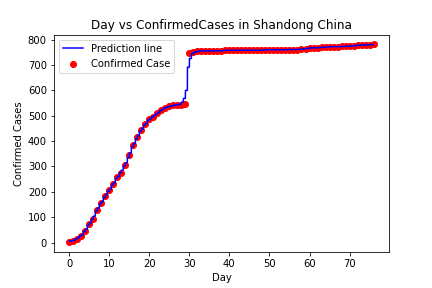 Day vs ConfirmedCases in Shandong China
Prediction line
Confirmed Case
Confirmed Cases
800
700
600
500
400
300
200
100
0
0 10 20 30 40 50 60 70
Day